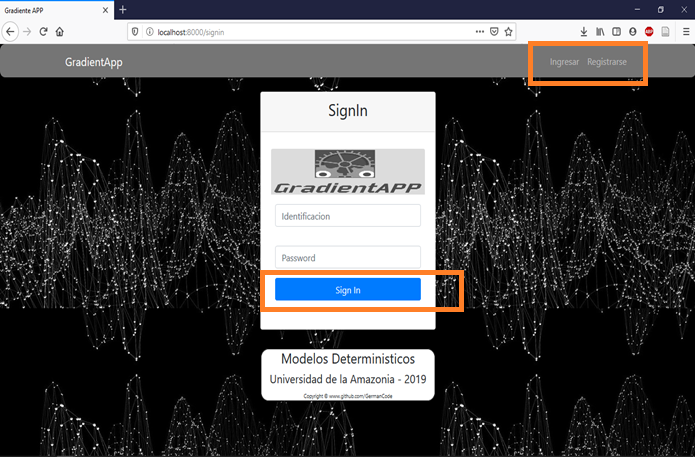 Gradiente APP
localhost:8000/signin
ABP
GradientApp
Ingresar Registrarse
SignIn
GradientAPP
Identificacion
Password
Sign In
Modelos Deterministicos
Universidad de la Amazonia - 2019
Copyright © www.github.com/GermanCode